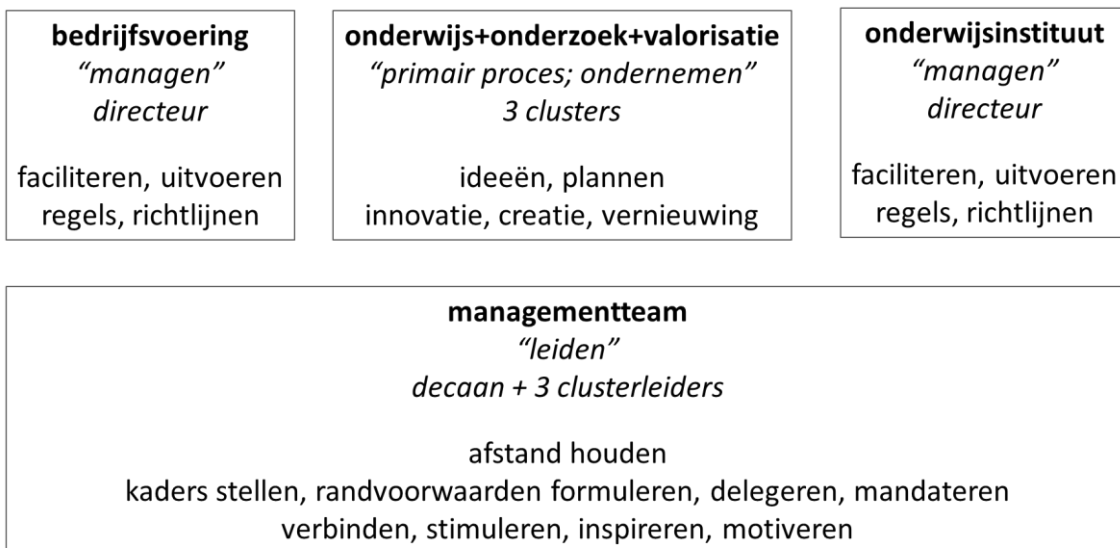 bedrijfsvoering
“managen”
directeur
faciliteren, uitvoeren
regels, richtlijnen
onderwijs+onderzoek+valorisatie
“primair proces; ondernemen”
3 clusters
ideeën, plannen
innovatie, creatie, vernieuwing
onderwijsinstituut
“managen”
directeur
faciliteren, uitvoeren
regels, richtlijnen
managementteam
“leiden”
decaan + 3 clusterleiders
afstand houden
kaders stellen, randvoorwaarden formuleren, delegeren, mandateren
verbinden, stimuleren, inspireren, motiveren